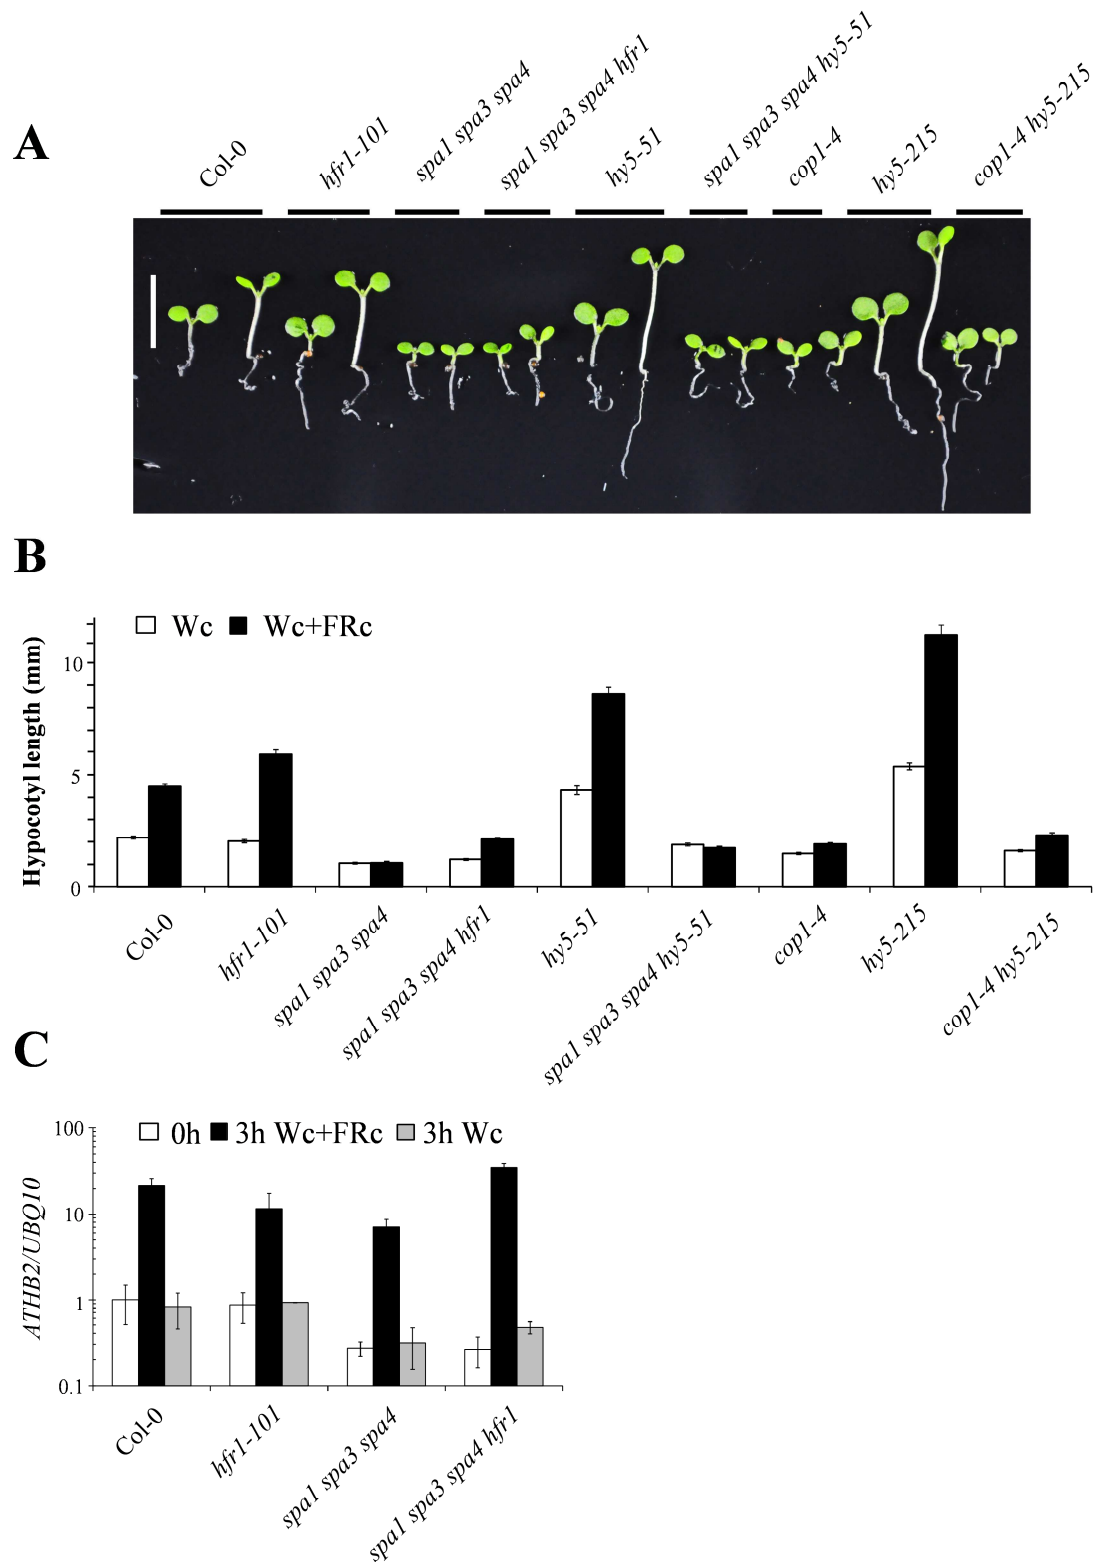 A
Col-0
hfr1-101
spa1 spa3 spa4
spa1 spa3 spa4 hfr1
hy5-51
spa1 spa3 spa4 hy5-51
cop1-4
hy5-215
cop1-4 hy5-215
B
Wc
Wc+FRc
Hypocotyl length (mm)
10
5
0
Col-0
hfr1-101
spa1 spa3 spa4
spa1 spa3 spa4 hfr1
hy5-51
spa1 spa3 spa4 hy5-51
cop1-4
hy5-215
cop1-4 hy5-215
C
0h
3h Wc+FRc
3h Wc
ATHB2/UBQ10
100
10
1
0.1
Col-0
hfr1-101
spa1 spa3 spa4
spa1 spa3 spa4 hfr1